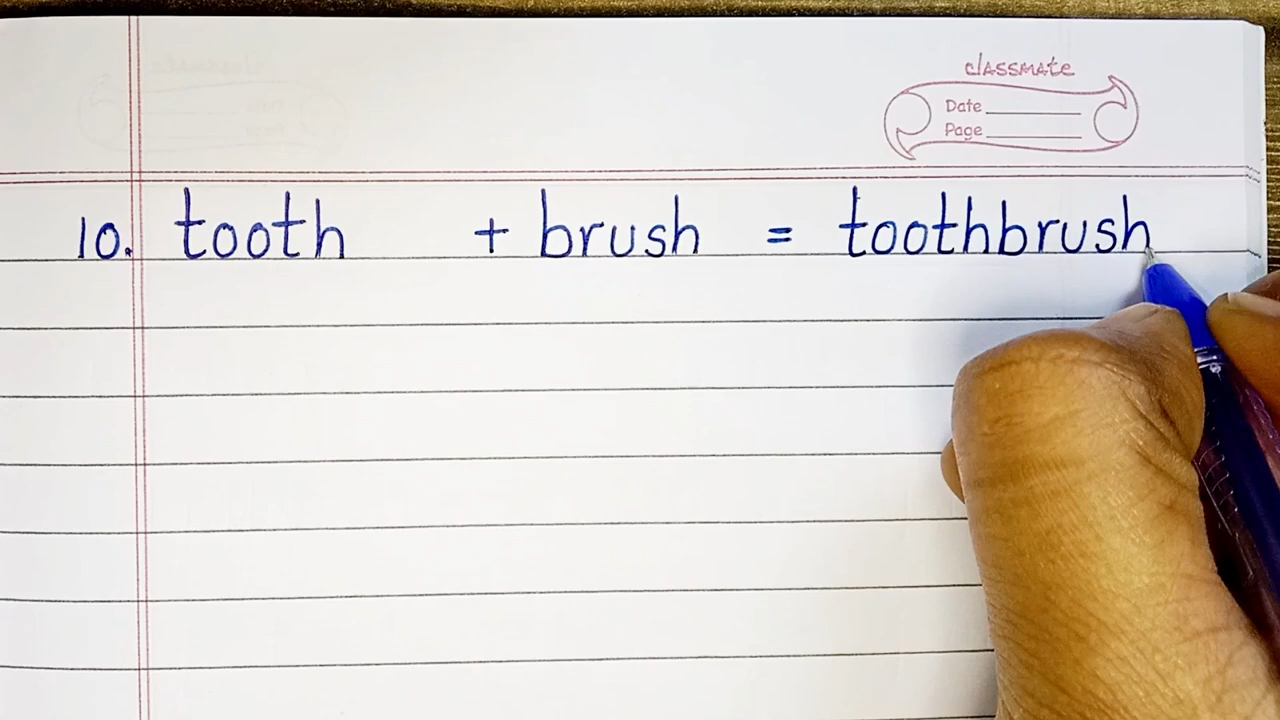 classmate
Date
Page
10. tooth + brush = toothbrush